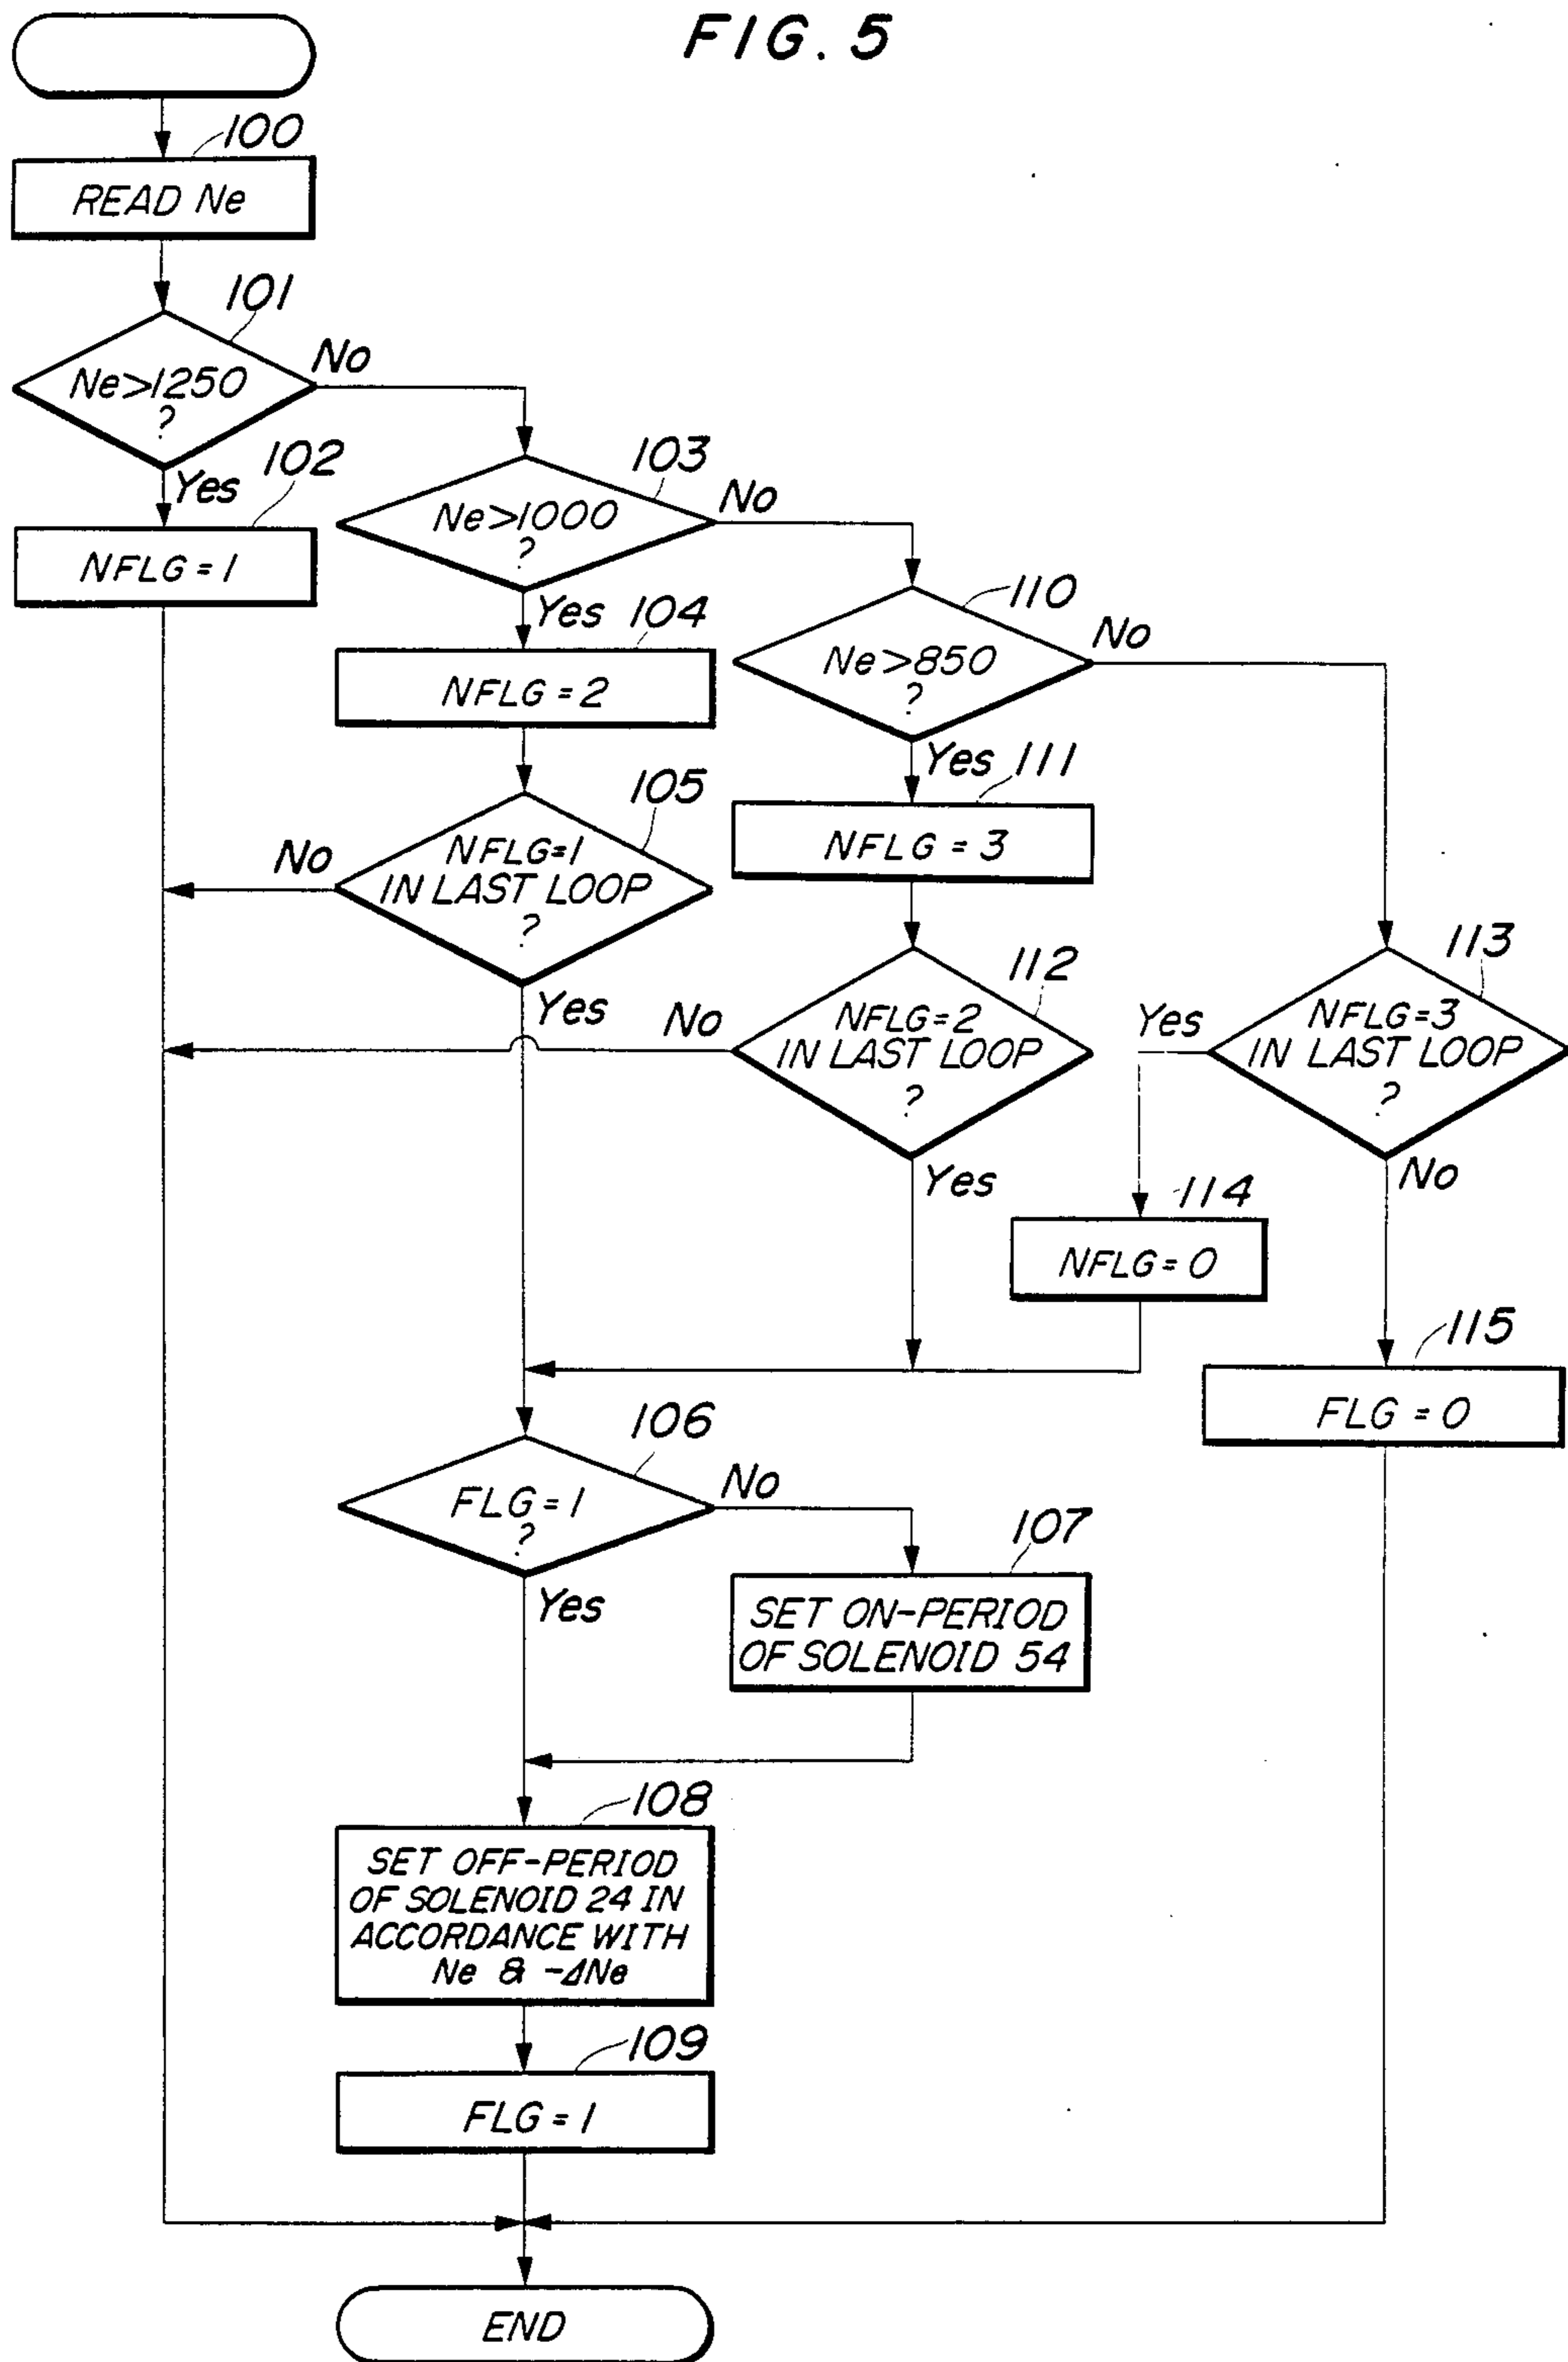 FIG. 5
100
READ Ne
101
Ne>1250
?
No
Yes
102
NFLG = 1
103
Ne>1000
?
No
Yes
104
NFLG = 2
105
NFLG=1
IN LAST LOOP
?
No
Yes
110
Ne>850
?
No
Yes
111
NFLG = 3
112
NFLG=2
IN LAST LOOP
?
No
Yes
113
NFLG=3
IN LAST LOOP
?
Yes
No
114
NFLG = 0
115
FLG = 0
106
FLG = 1
?
No
Yes
107
SET ON-PERIOD
OF SOLENOID 54
108
SET OFF-PERIOD
OF SOLENOID 24 IN
ACCORDANCE WITH
Ne & -ΔNe
109
FLG = 1
END